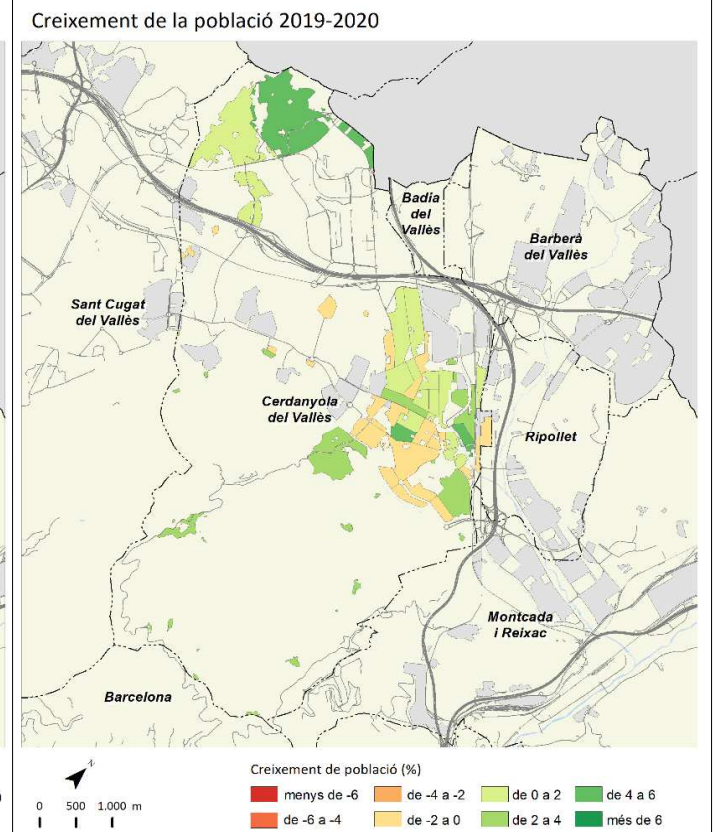 Creixement de la població 2019-2020
Badia
del
Vallès
Barberà
del Vallès
Sant Cugat
del Vallès
Cerdanyola
del Vallès
Ripollet
Montcada
i Reixac
Barcelona
N
0 500 1.000 m
Creixement de població (%)
menys de -6
de -4 a -2
de 0 a 2
de 4 a 6
de -6 a -4
de -2 a 0
de 2 a 4
més de 6